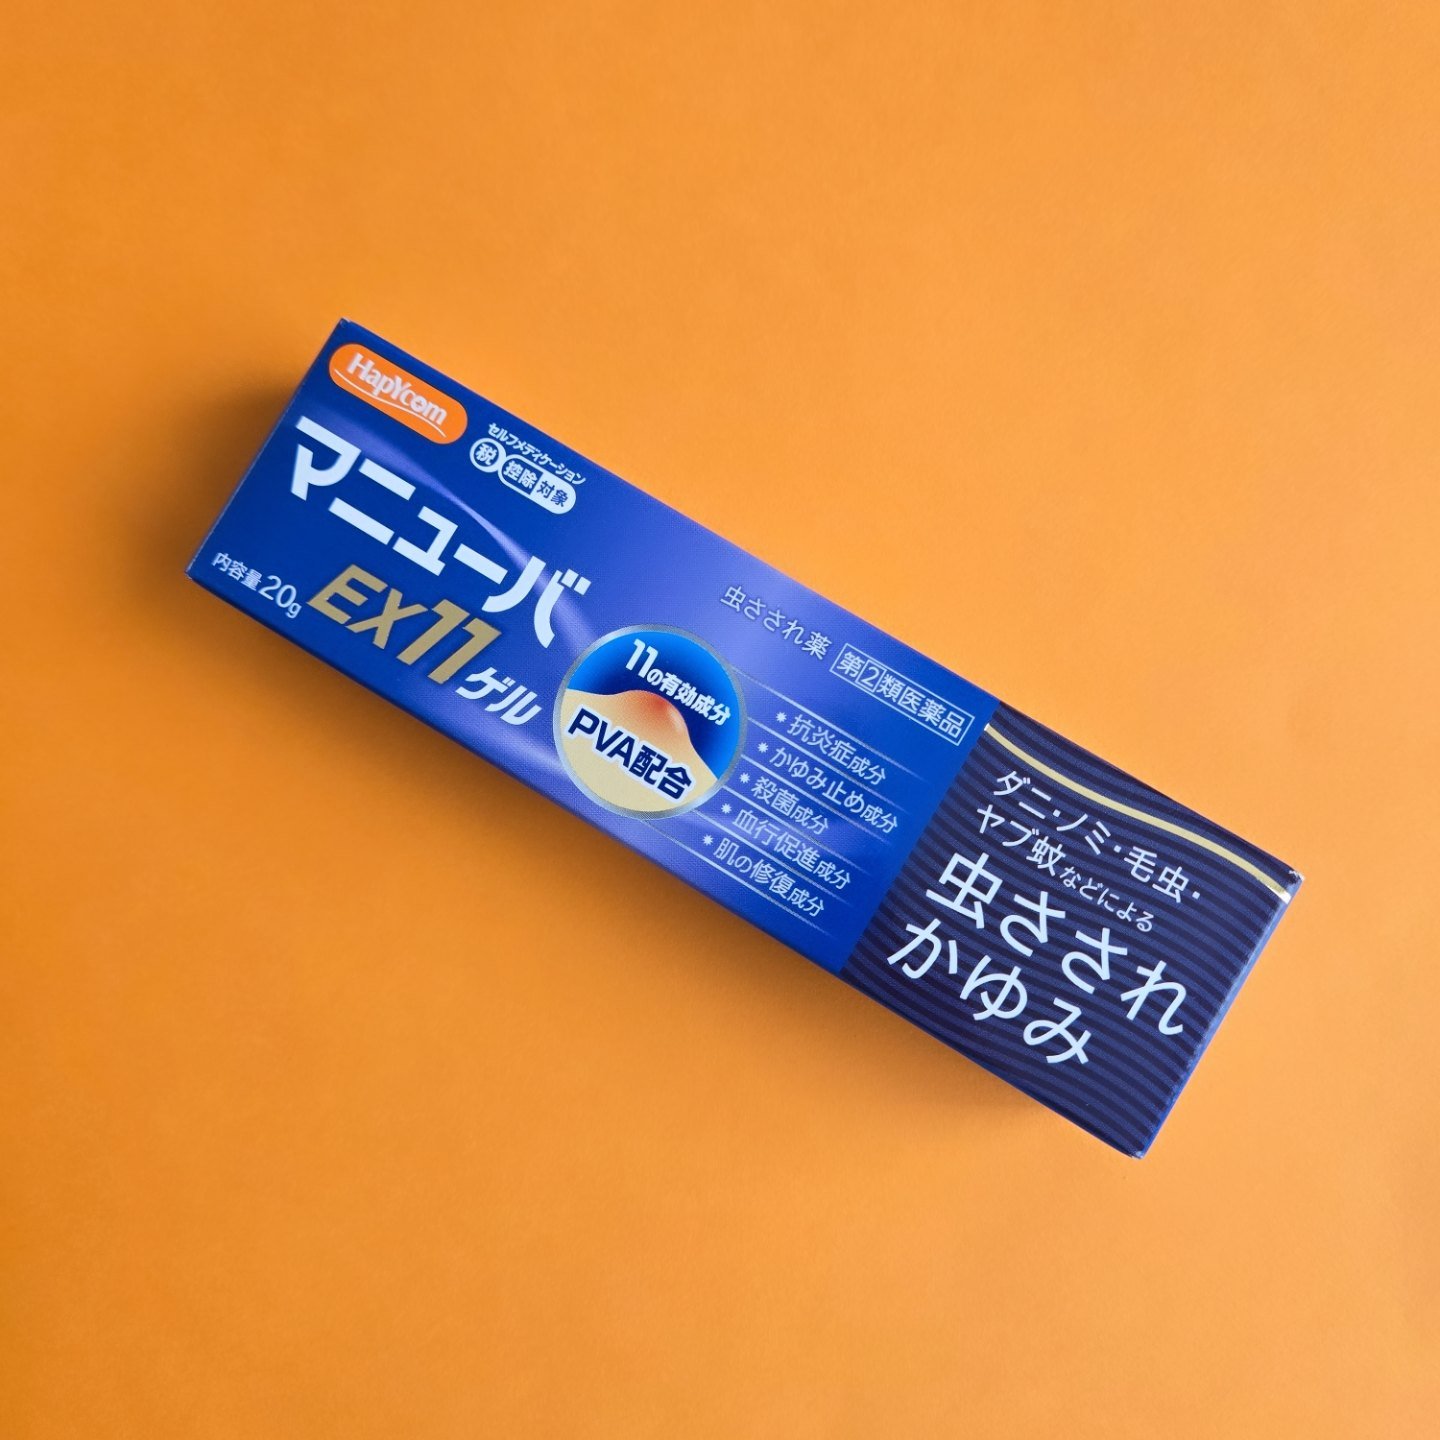 HapYcom
セルフメディケーション
税 控除対象
マニューバ
EX11ゲル
内容量20g
11の有効成分
PVA配合
虫さされ薬 第②類医薬品
＊抗炎症成分
＊かゆみ止め成分
＊殺菌成分
＊血行促進成分
＊肌の修復成分
ダニ・ノミ・毛虫・
ヤブ蚊などによる
虫さされ
かゆみ